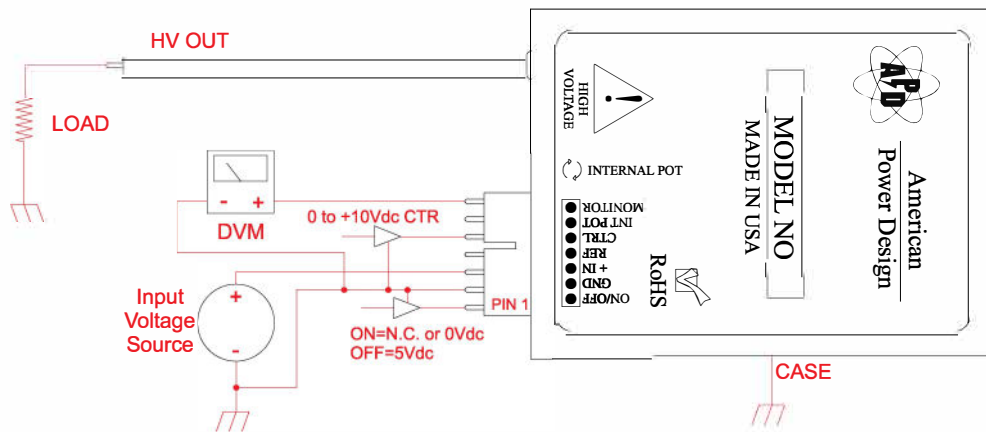 HV OUT
LOAD
DVM
- +
0 to +10Vdc CTR
Input
Voltage
Source
+
-
ON=N.C. or 0Vdc
OFF=5Vdc
PIN 1
HIGH
VOLTAGE
!
INTERNAL POT
MONITOR
INT POT
CTRL
REF
+ IN
GND
ON/OFF
RoHS
MODEL NO
MADE IN USA
APD
American
Power Design
CASE